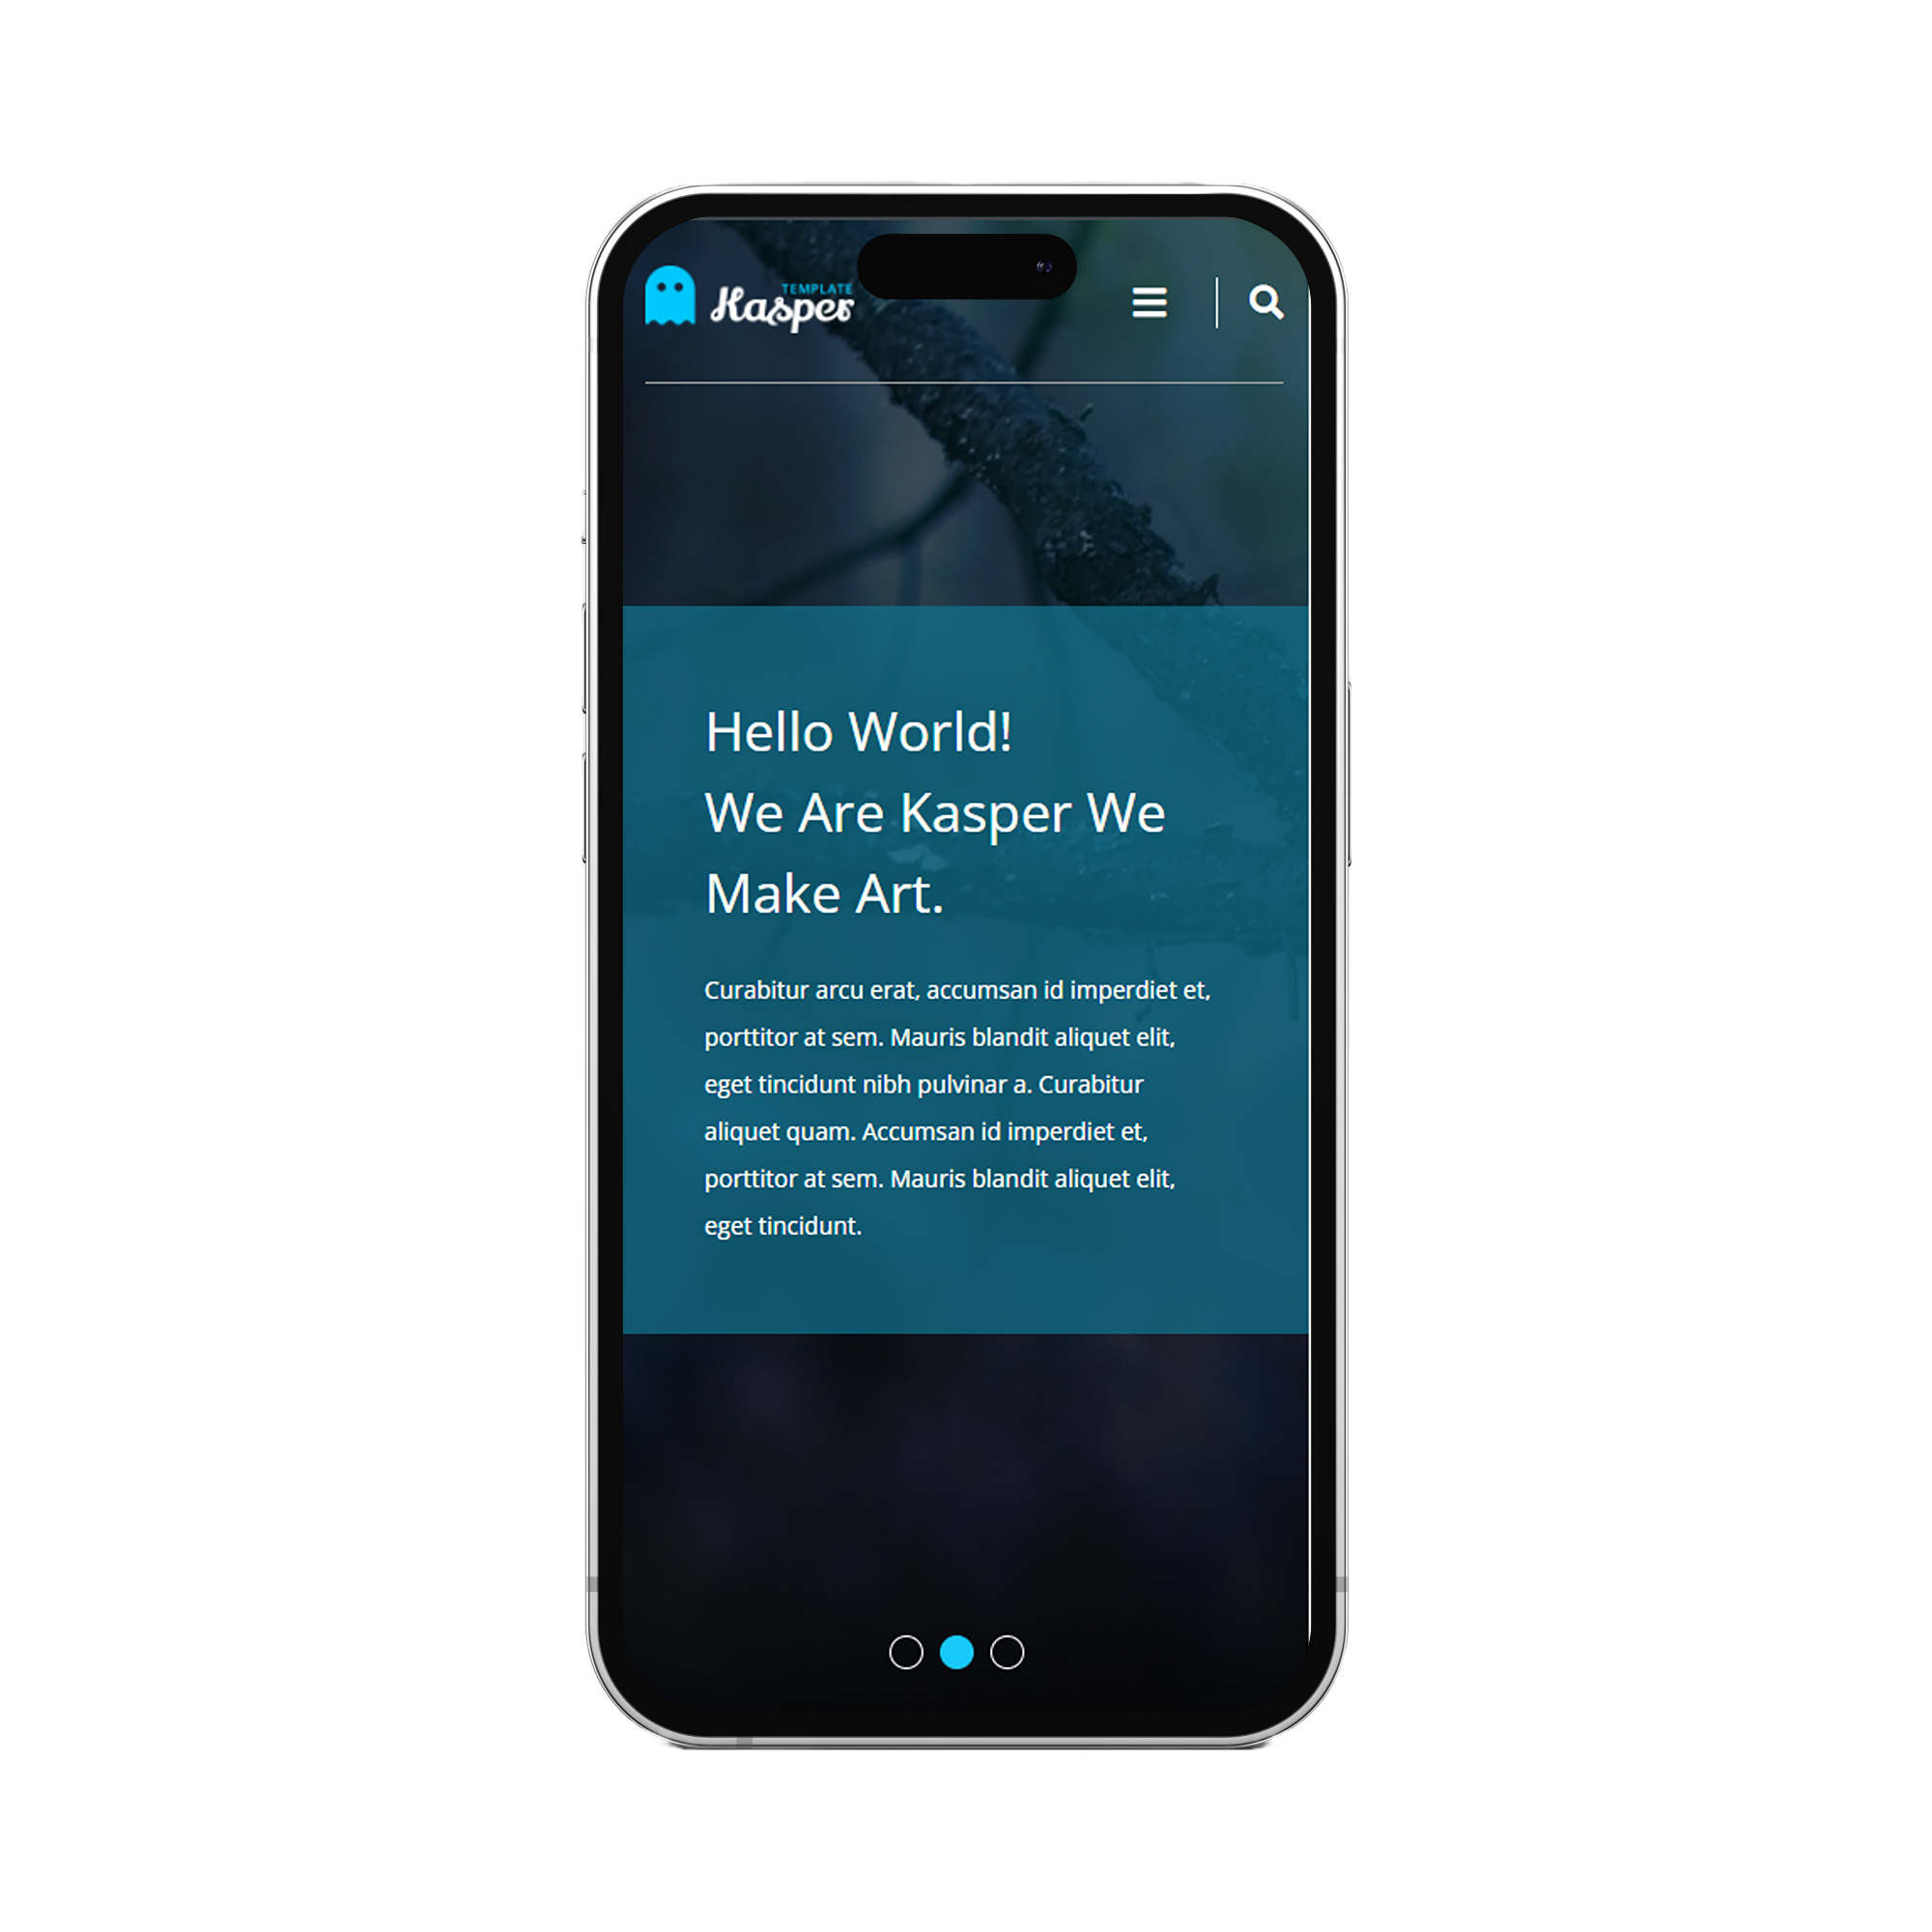 TEMPLATE
Kasper
Hello World!
We Are Kasper We
Make Art.
Curabitur arcu erat, accumsan id imperdiet et,
porttitor at sem. Mauris blandit aliquet elit,
eget tincidunt nibh pulvinar a. Curabitur
aliquet quam. Accumsan id imperdiet et,
porttitor at sem. Mauris blandit aliquet elit,
eget tincidunt.